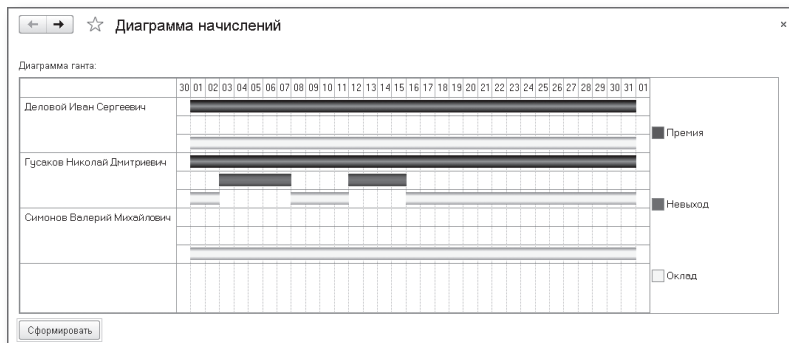 Диаграмма начислений
Диаграмма ганта:
30 01 02 03 04 05 06 07 08 09 10 11 12 13 14 15 16 17 18 19 20 21 22 23 24 25 26 27 28 29 30 31 01
Деловой Иван Сергеевич
Премия
Гусаков Николай Дмитриевич
Невыход
Симонов Валерий Михайлович
Оклад
Сформировать